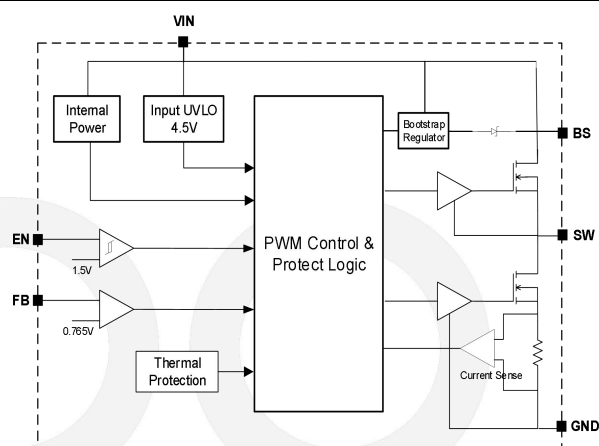 VIN
Internal
Power
Input UVLO
4.5V
Bootstrap
Regulator
BS
EN
1.5V
PWM Control &
Protect Logic
SW
FB
0.765V
Thermal
Protection
Current Sense
GND